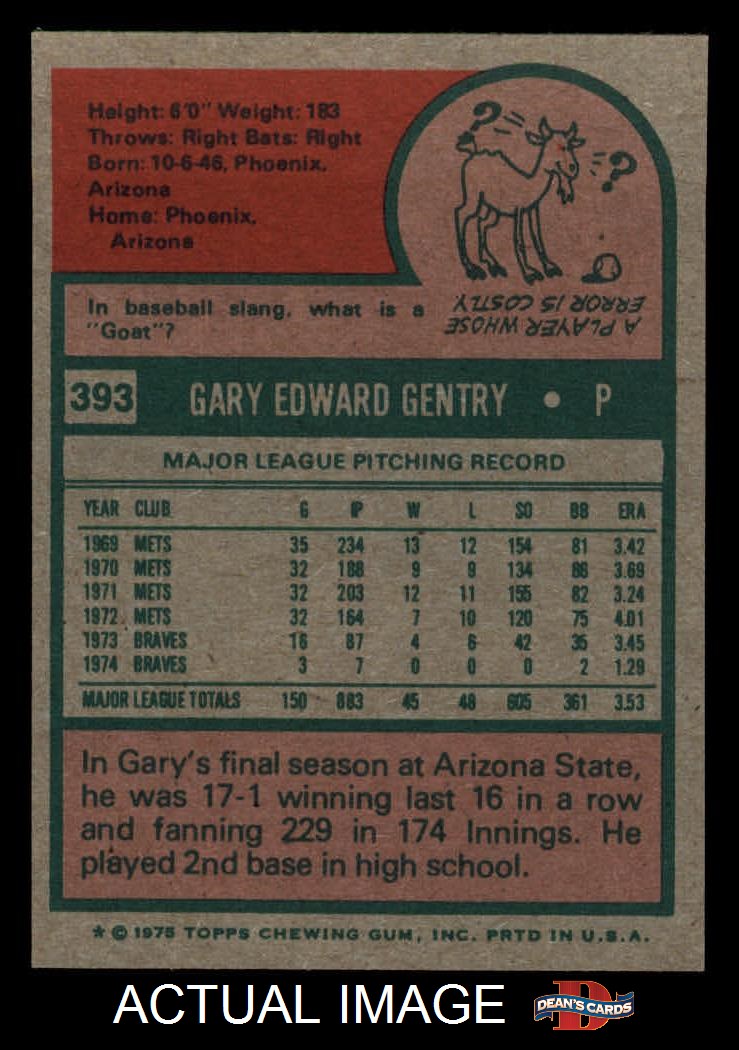 Height: 6'0" Weight: 183
Throws: Right Bats: Right
Born: 10-6-46, Phoenix,
Arizona
Home: Phoenix,
Arizona
? ?
In baseball slang, what is a
"Goat"?
A PLAYER WHOSE
ERROR IS COSTLY
393 GARY EDWARD GENTRY • P
MAJOR LEAGUE PITCHING RECORD
YEAR CLUB G IP W L SO BB ERA
1969 METS 35 234 13 12 154 81 3.42
1970 METS 32 188 9 9 134 86 3.69
1971 METS 32 203 12 11 155 82 3.24
1972 METS 32 164 7 10 120 75 4.01
1973 BRAVES 16 87 4 6 42 35 3.45
1974 BRAVES 3 7 0 0 0 2 1.29
MAJOR LEAGUE TOTALS 150 883 45 48 605 361 3.53
In Gary's final season at Arizona State,
he was 17-1 winning last 16 in a row
and fanning 229 in 174 Innings. He
played 2nd base in high school.
* © 1975 TOPPS CHEWING GUM, INC. PRTD IN U.S.A.
ACTUAL IMAGE D DEAN'S CARDS